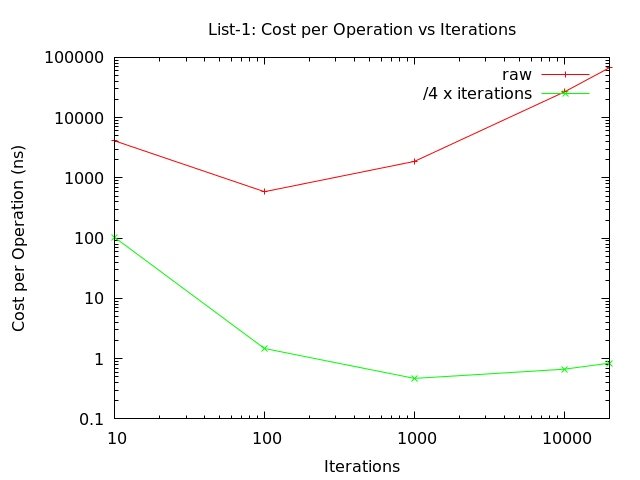 List-1: Cost per Operation vs Iterations
100000
10000
1000
100
10
1
0.1
10
100
1000
10000
Cost per Operation (ns)
Iterations
raw
/4 x iterations